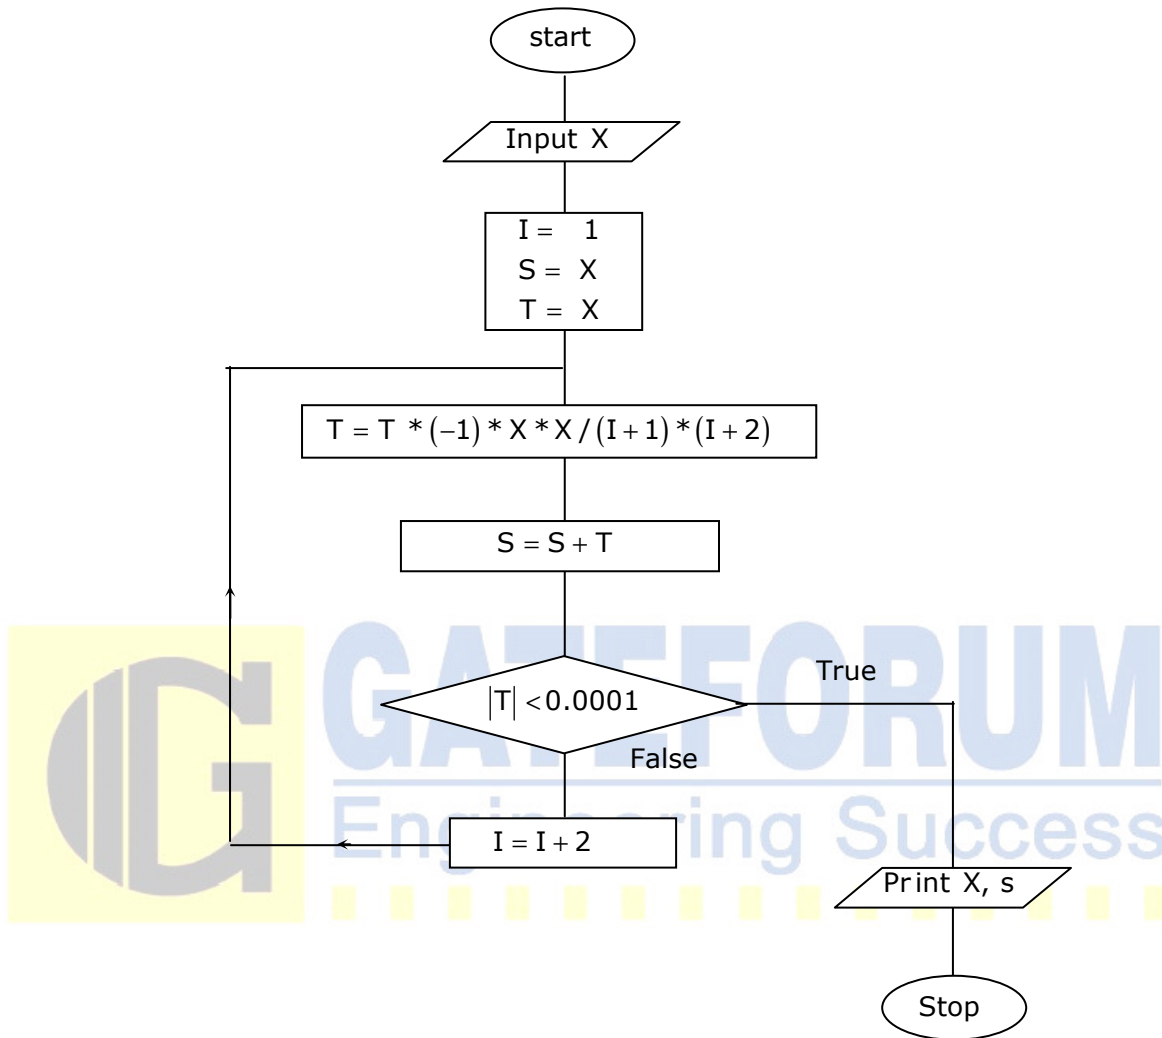 start
Input X
I = 1
S = X
T = X
T = T * (−1) * X * X / (I + 1) * (I + 2)
S = S + T
|T| < 0.0001
True
False
I = I + 2
Print X, s
Stop
GATEFORUM
Engineering Success